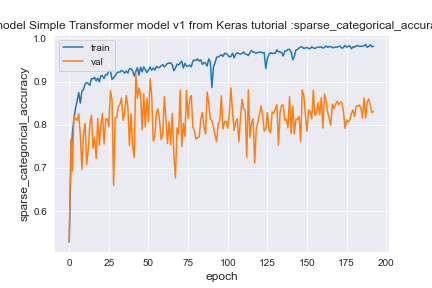 model Simple Transformer model v1 from Keras tutorial :sparse_categorical_accura
1.0
0.9
0.8
0.7
0.6
sparse_categorical_accuracy
train
val
0 25 50 75 100 125 150 175 200
epoch